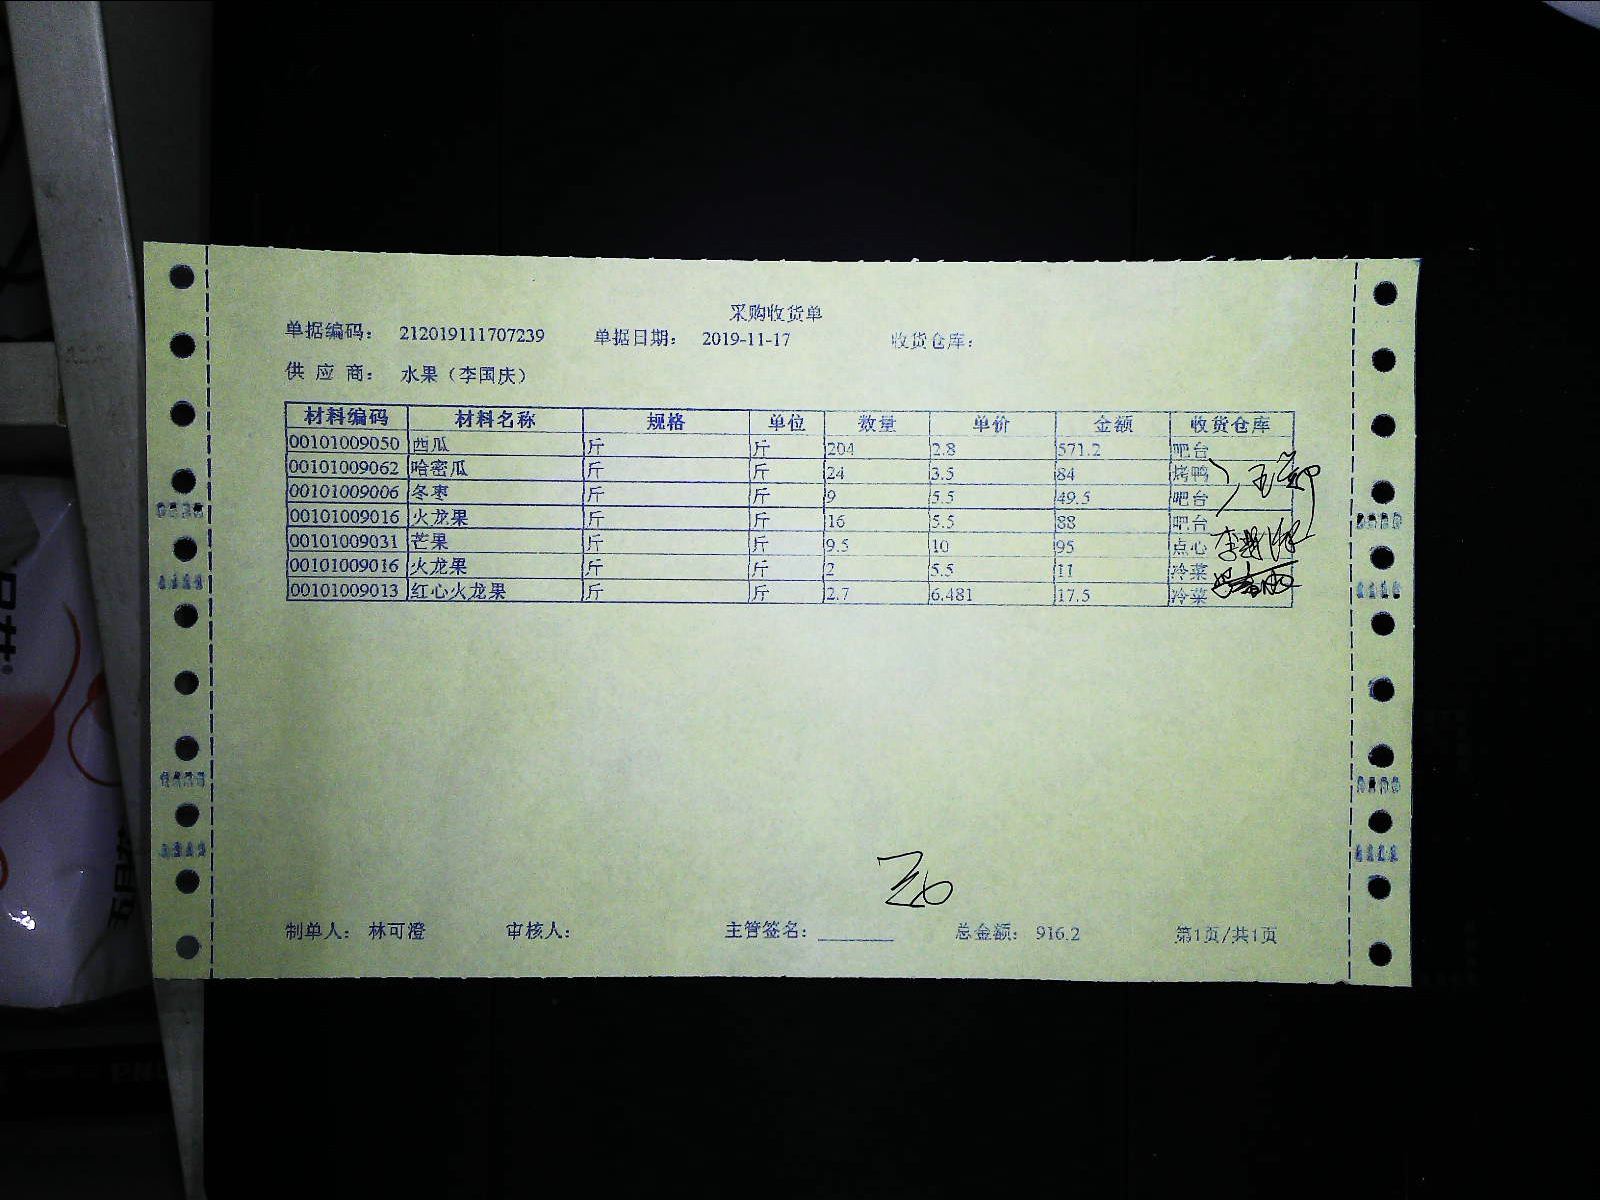 采购收货单
单据编码： 212019111707239 单据日期： 2019-11-17 收货仓库：
供 应 商： 水果（李国庆）
材料编码 材料名称 规格 单位 数量 单价 金额 收货仓库
00101009050 西瓜 斤 斤 204 2.8 571.2 吧台
00101009062 哈密瓜 斤 斤 24 3.5 84 烤鸭
00101009006 冬枣 斤 斤 9 5.5 49.5 吧台
00101009016 火龙果 斤 斤 16 5.5 88 吧台
00101009031 芒果 斤 斤 9.5 10 95 点心
00101009016 火龙果 斤 斤 2 5.5 11 冷菜
00101009013 红心火龙果 斤 斤 2.7 6.481 17.5 冷菜
制单人： 林可澄 审核人： 主管签名： 总金额： 916.2 第1页/共1页